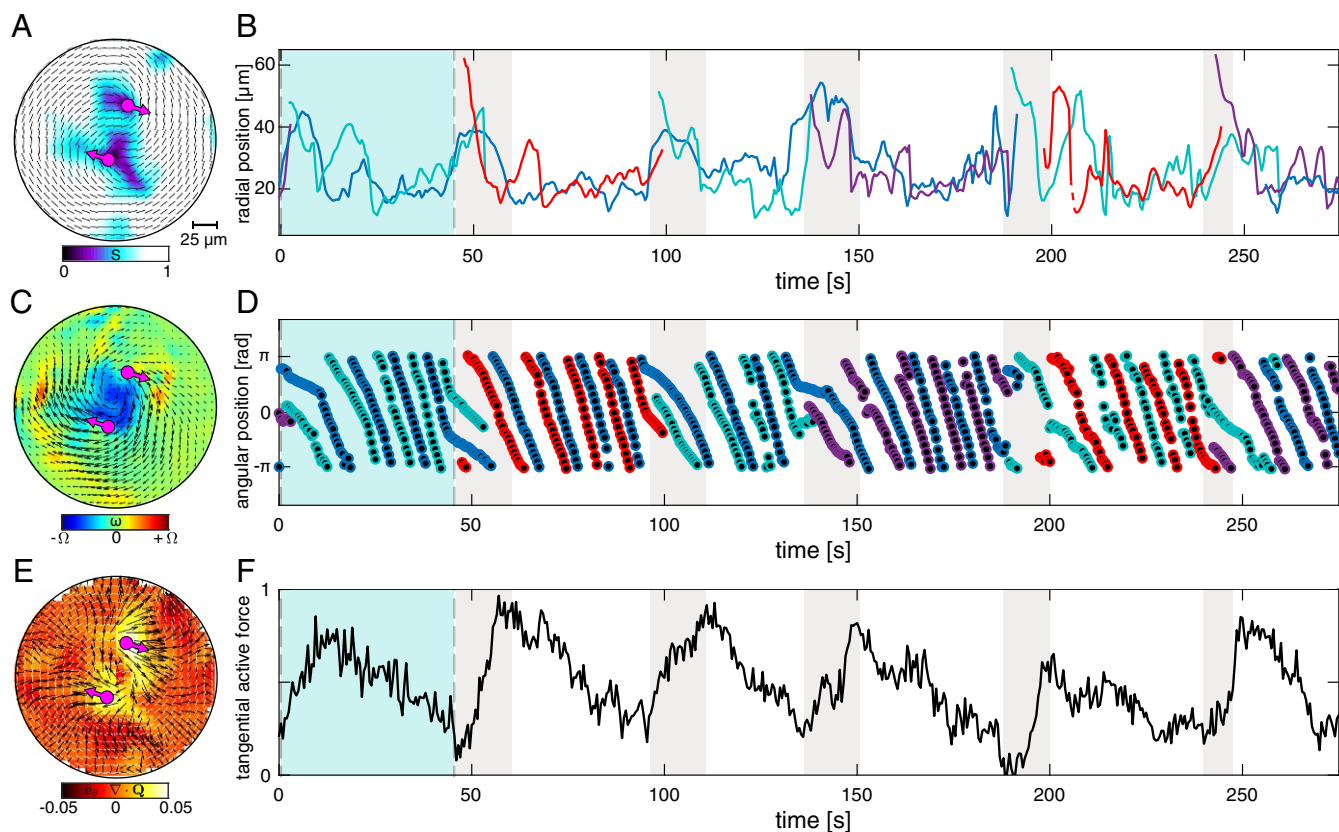 A
S
0 1
25 µm
B
radial position [µm]
60
40
20
0 50 100 150 200 250
time [s]
C
ω
-Ω 0 +Ω
D
angular position [rad]
π
0
-π
0 50 100 150 200 250
time [s]
E
e_θ · ∇ · Q
-0.05 0 0.05
F
tangential active force
1
0
0 50 100 150 200 250
time [s]